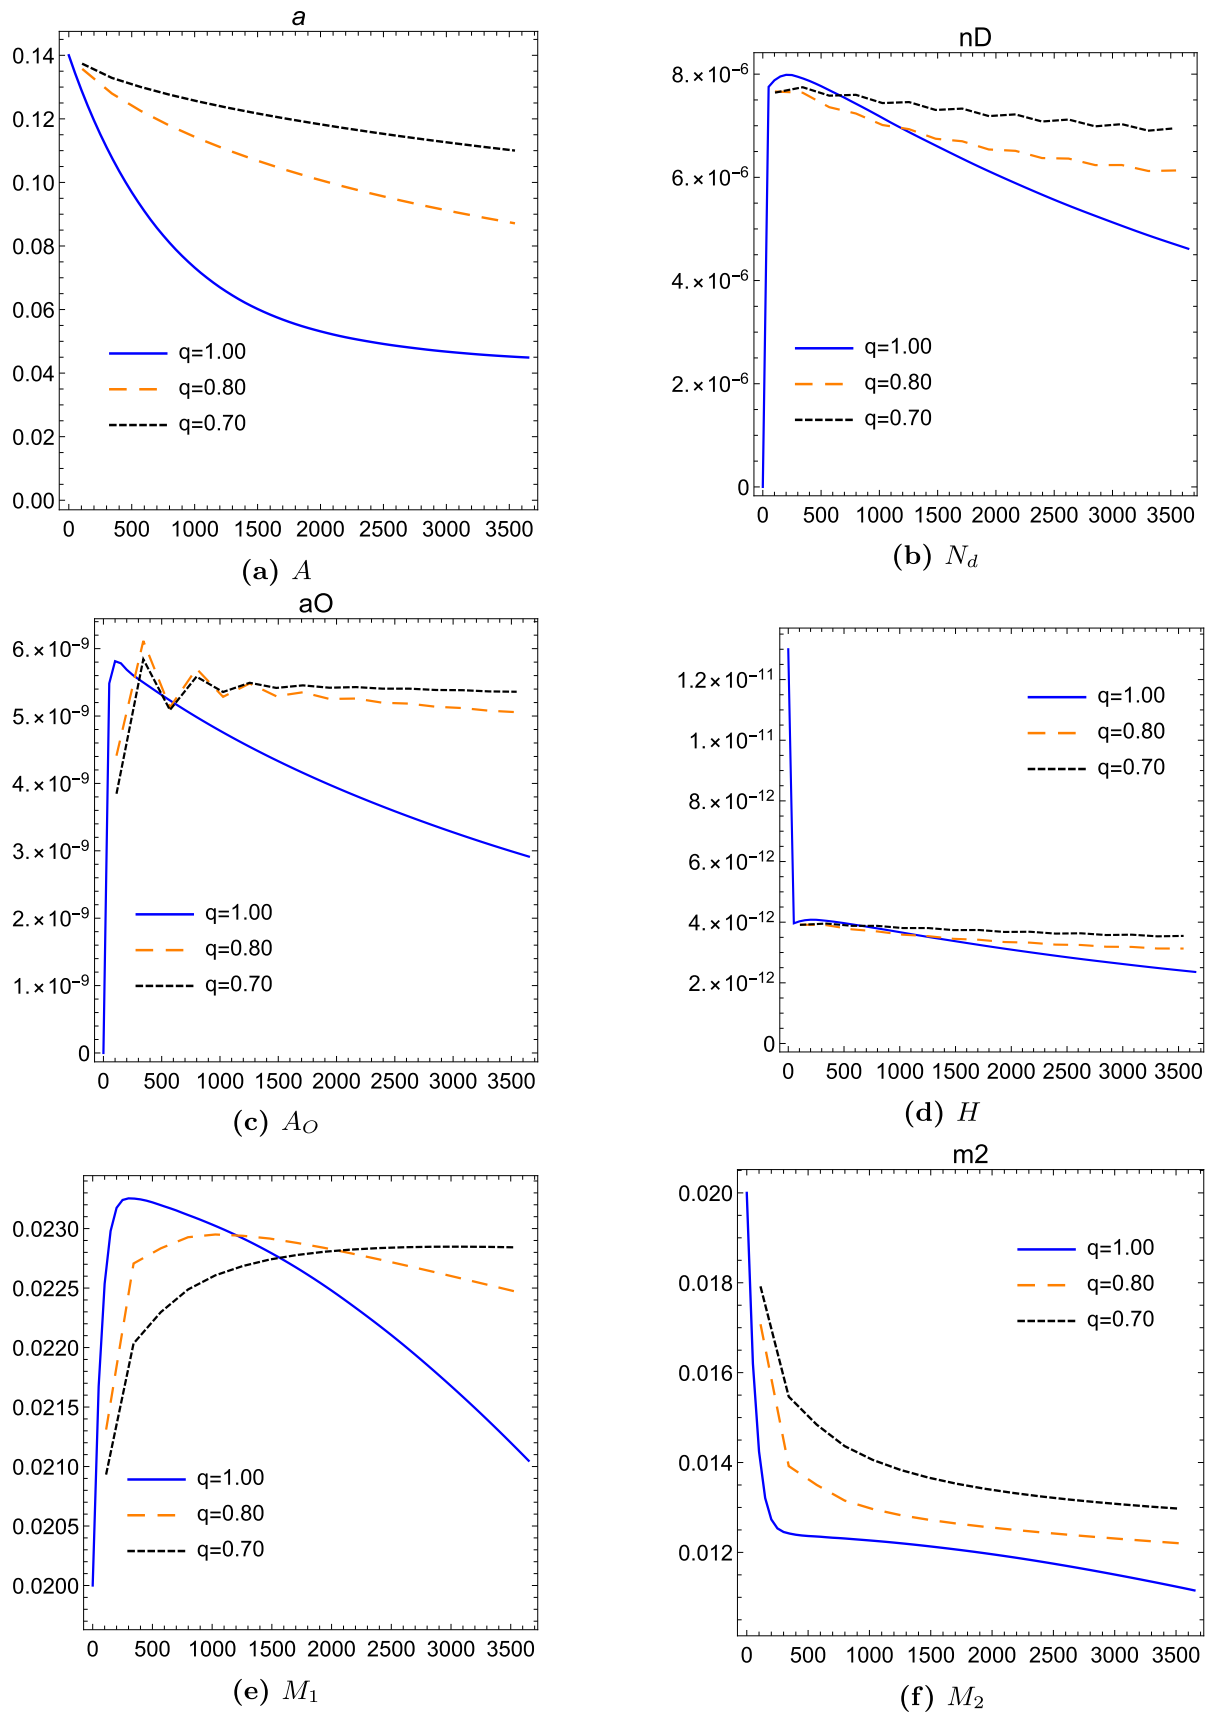 a
0.14
0.12
0.10
0.08
0.06
0.04
0.02
0.00
q=1.00
q=0.80
q=0.70
0 500 1000 1500 2000 2500 3000 3500
(a) A
nD
8.×10⁻⁶
6.×10⁻⁶
4.×10⁻⁶
2.×10⁻⁶
0
q=1.00
q=0.80
q=0.70
0 500 1000 1500 2000 2500 3000 3500
(b) N_d
aO
6.×10⁻⁹
5.×10⁻⁹
4.×10⁻⁹
3.×10⁻⁹
2.×10⁻⁹
1.×10⁻⁹
0
q=1.00
q=0.80
q=0.70
0 500 1000 1500 2000 2500 3000 3500
(c) A_O
1.2×10⁻¹¹
1.×10⁻¹¹
8.×10⁻¹²
6.×10⁻¹²
4.×10⁻¹²
2.×10⁻¹²
0
q=1.00
q=0.80
q=0.70
0 500 1000 1500 2000 2500 3000 3500
(d) H
0.0230
0.0225
0.0220
0.0215
0.0210
0.0205
0.0200
q=1.00
q=0.80
q=0.70
0 500 1000 1500 2000 2500 3000 3500
(e) M₁
m2
0.020
0.018
0.016
0.014
0.012
q=1.00
q=0.80
q=0.70
0 500 1000 1500 2000 2500 3000 3500
(f) M₂